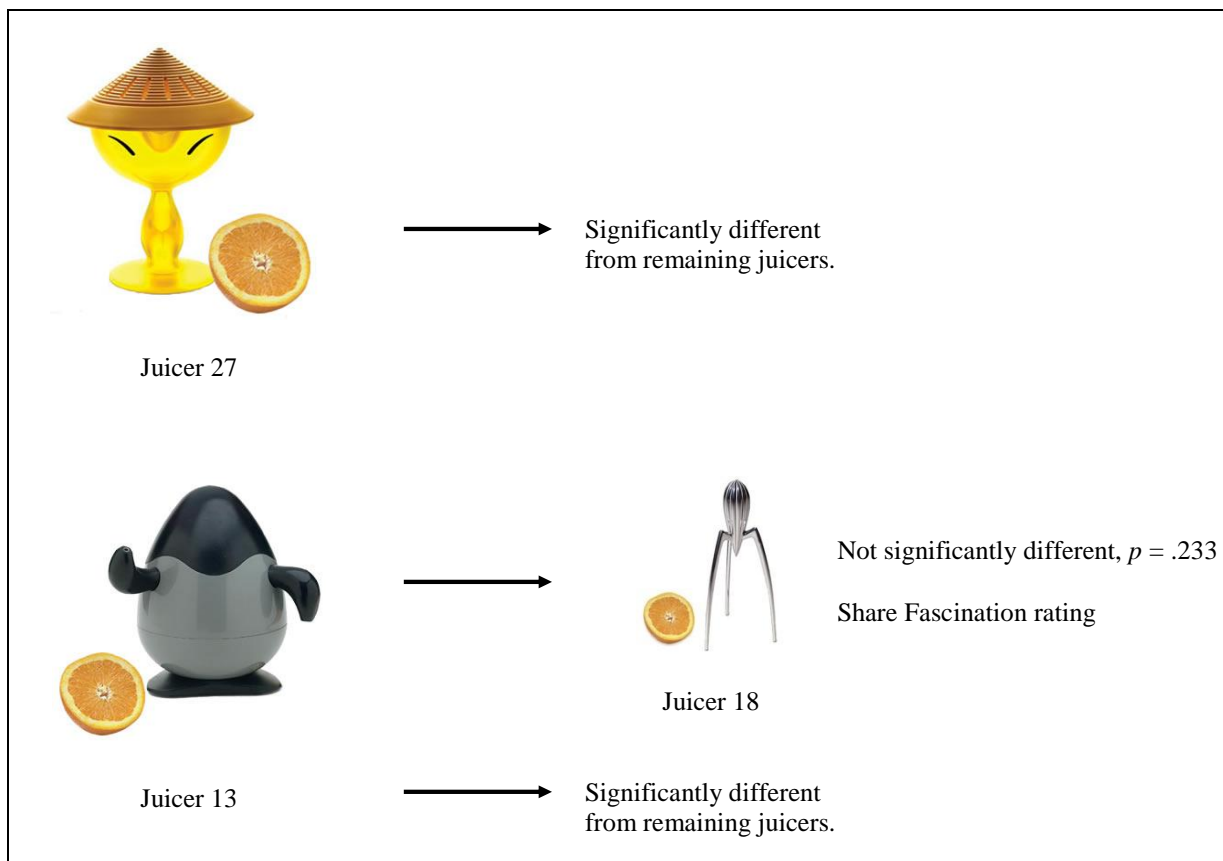 Significantly different
from remaining juicers.
Juicer 27
Not significantly different, p = .233
Share Fascination rating
Juicer 18
Juicer 13
Significantly different
from remaining juicers.